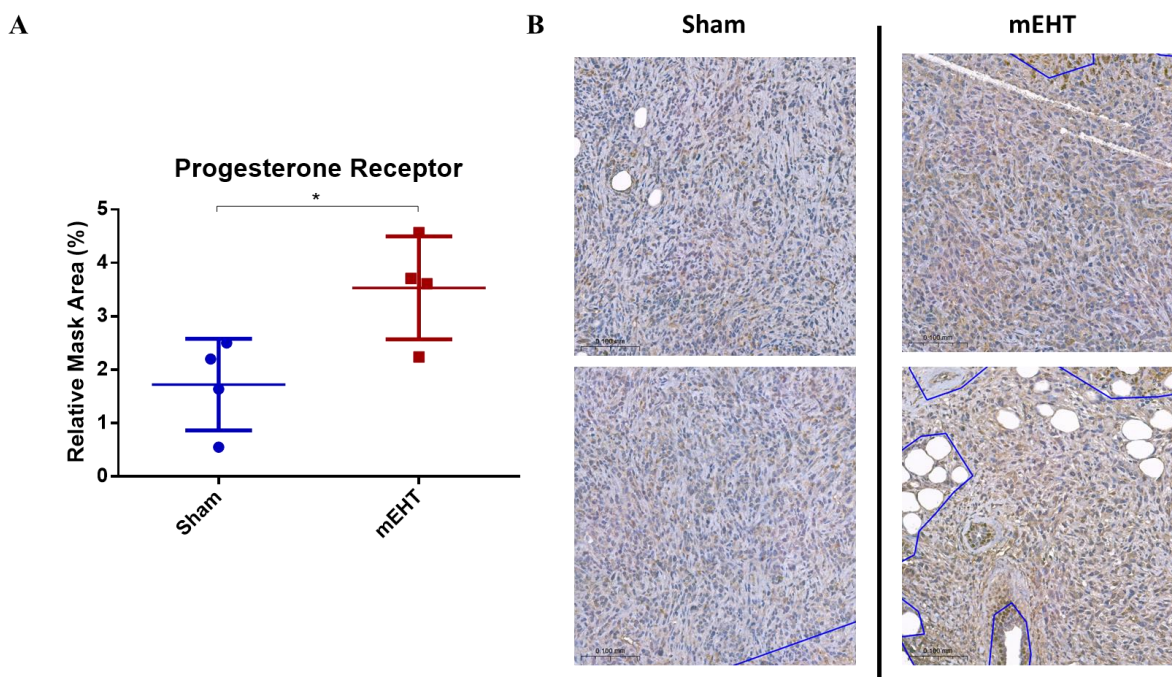 A
B
Sham
mEHT
Progesterone Receptor
*
Relative Mask Area (%)
5
4
3
2
1
0
Sham
mEHT
0.100 mm
0.100 mm
0.100 mm
0.100 mm